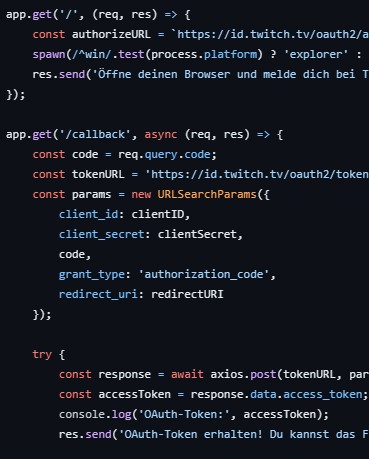 app.get('/', (req, res) => {
const authorizeURL = `https://id.twitch.tv/oauth2/a
spawn(/^win/.test(process.platform) ? 'explorer' :
res.send('Öffne deinen Browser und melde dich bei T
});
app.get('/callback', async (req, res) => {
const code = req.query.code;
const tokenURL = 'https://id.twitch.tv/oauth2/token
const params = new URLSearchParams({
client_id: clientID,
client_secret: clientSecret,
code,
grant_type: 'authorization_code',
redirect_uri: redirectURI
});
try {
const response = await axios.post(tokenURL, par
const accessToken = response.data.access_token;
console.log('OAuth-Token:', accessToken);
res.send('OAuth-Token erhalten! Du kannst das F